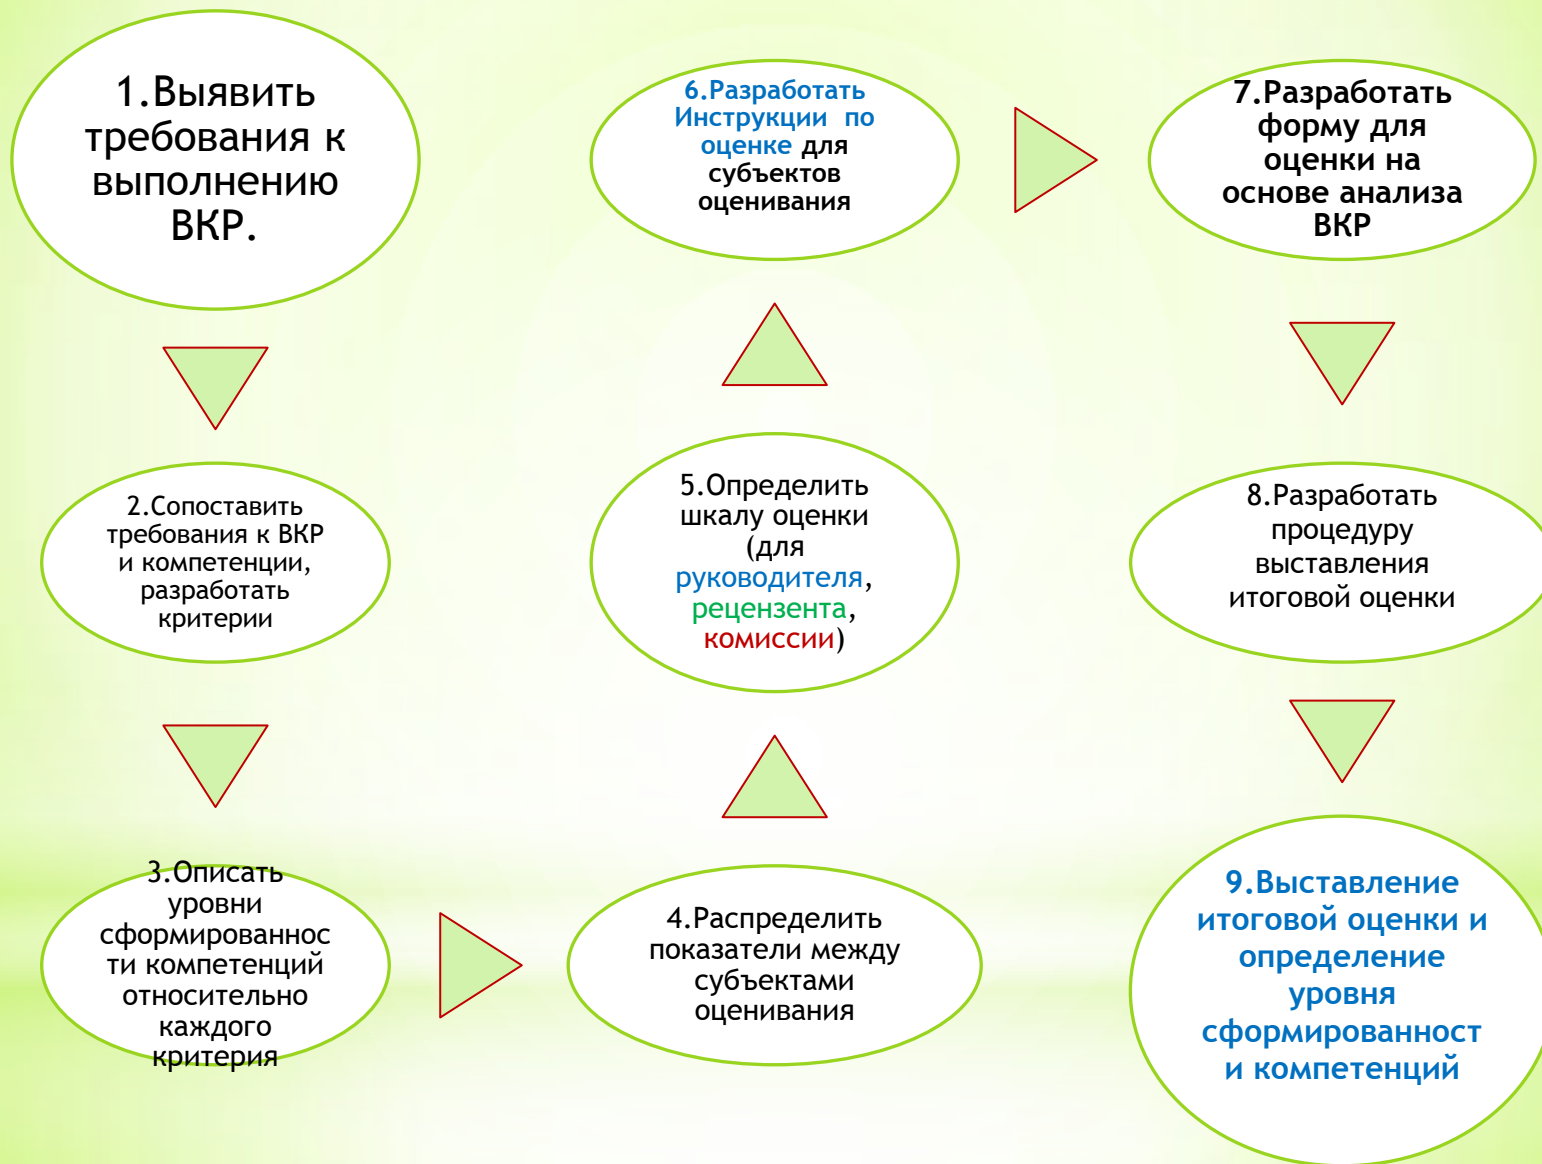 1.Выявить
требования к
выполнению
ВКР.
2.Сопоставить
требования к ВКР
и компетенции,
разработать
критерии
3.Описать
уровни
сформированнос
ти компетенций
относительно
каждого
критерия
4.Распределить
показатели между
субъектами
оценивания
5.Определить
шкалу оценки
(для
руководителя,
рецензента,
комиссии)
6.Разработать
Инструкции по
оценке для
субъектов
оценивания
7.Разработать
форму для
оценки на
основе анализа
ВКР
8.Разработать
процедуру
выставления
итоговой оценки
9.Выставление
итоговой оценки и
определение
уровня
сформированност
и компетенций